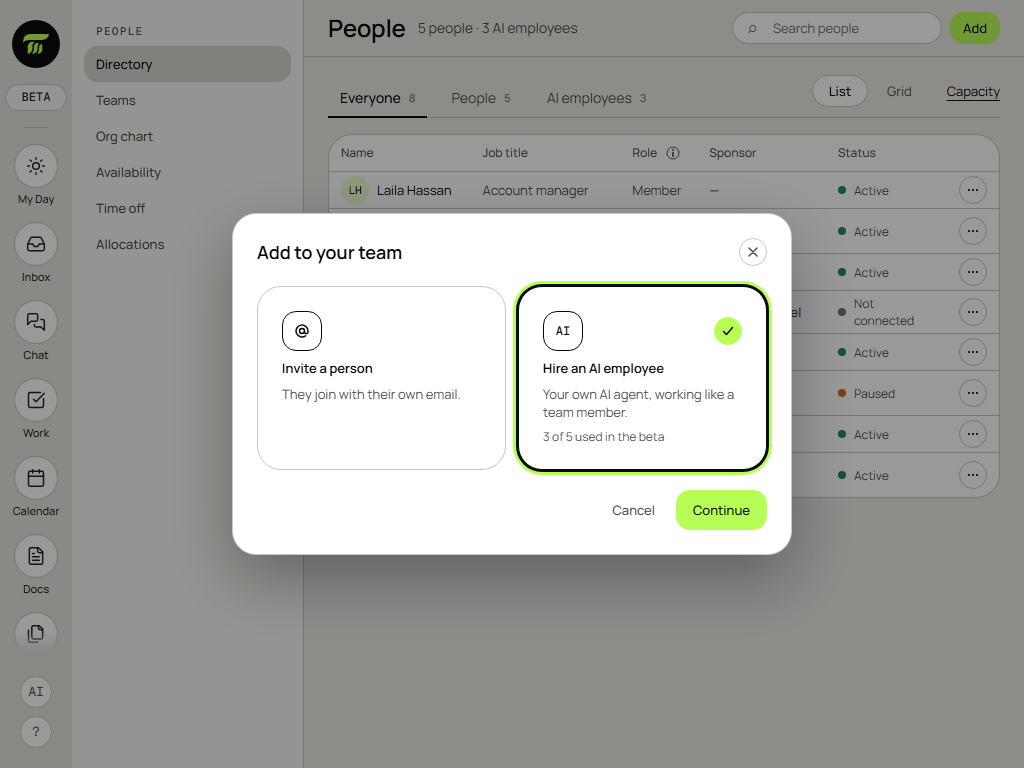 BETA
My Day
Inbox
Chat
Work
Calendar
Docs
AI
?
PEOPLE
Directory
Teams
Org chart
Availability
Time off
Allocations
People
5 people · 3 AI employees
Search people
Add
Everyone 8
People 5
AI employees 3
List
Grid
Capacity
Name
Job title
Role
Sponsor
Status
LH Laila Hassan Account manager Member — Active
Active
Active
Not
connected
Active
Paused
Active
Active
Add to your team
Invite a person
They join with their own email.
AI
Hire an AI employee
Your own AI agent, working like a
team member.
3 of 5 used in the beta
Cancel
Continue